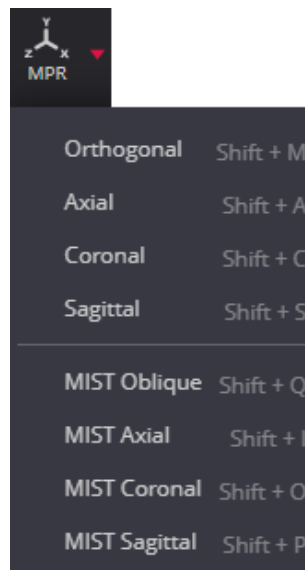 Y
Z X
MPR
Orthogonal Shift + M
Axial Shift + A
Coronal Shift + C
Sagittal Shift + S
MIST Oblique Shift + Q
MIST Axial Shift +
MIST Coronal Shift + O
MIST Sagittal Shift + P